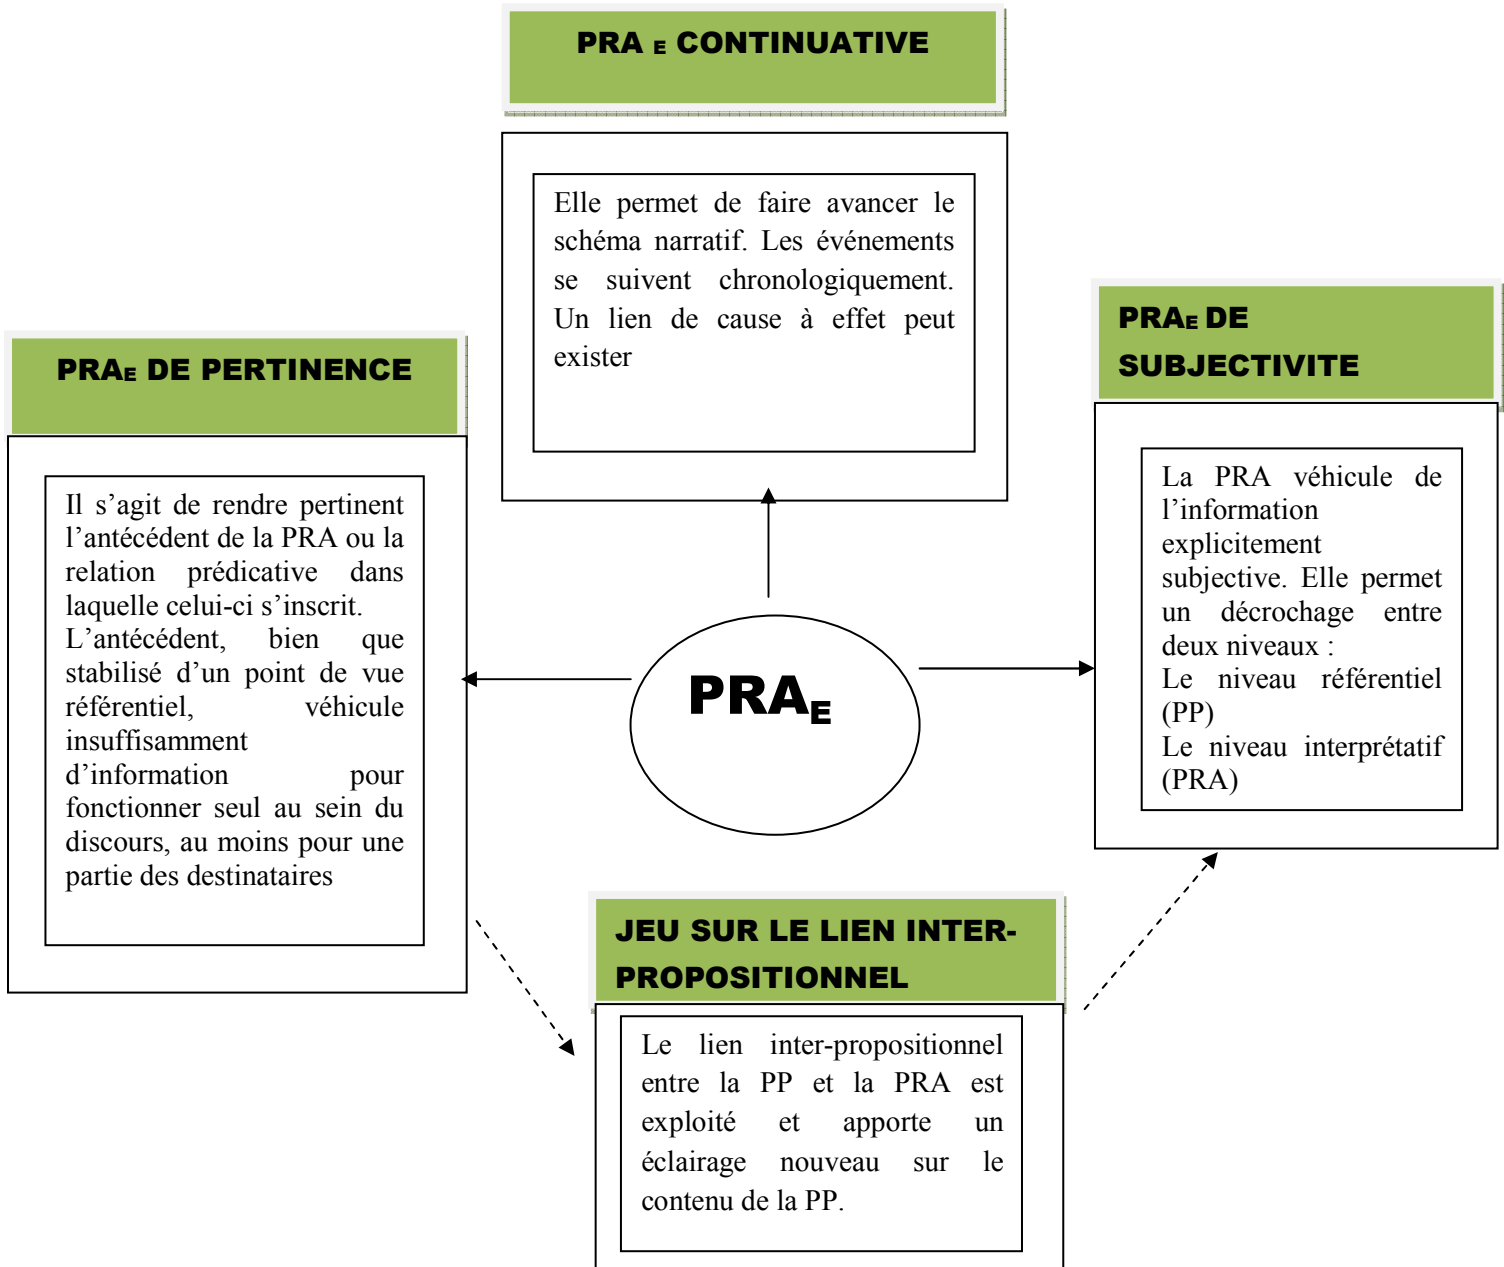 PRA E CONTINUATIVE
Elle permet de faire avancer le
schéma narratif. Les événements
se suivent chronologiquement.
Un lien de cause à effet peut
exister
PRAE DE PERTINENCE
Il s’agit de rendre pertinent
l’antécédent de la PRA ou la
relation prédicative dans
laquelle celui-ci s’inscrit.
L’antécédent, bien que
stabilisé d’un point de vue
référentiel, véhicule
insuffisamment
d’information pour
fonctionner seul au sein du
discours, au moins pour une
partie des destinataires
PRAE
PRAE DE
SUBJECTIVITE
La PRA véhicule de
l’information
explicitement
subjective. Elle permet
un décrochage entre
deux niveaux :
Le niveau référentiel
(PP)
Le niveau interprétatif
(PRA)
JEU SUR LE LIEN INTER-
PROPOSITIONNEL
Le lien inter-propositionnel
entre la PP et la PRA est
exploité et apporte un
éclairage nouveau sur le
contenu de la PP.